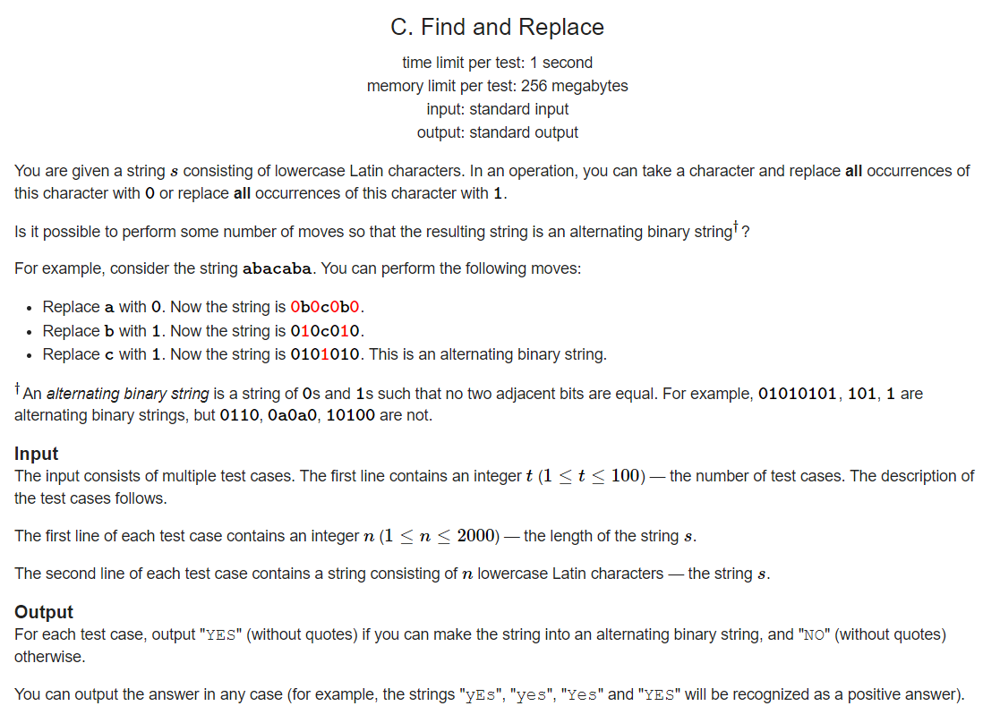 C. Find and Replace
time limit per test: 1 second
memory limit per test: 256 megabytes
input: standard input
output: standard output
You are given a string s consisting of lowercase Latin characters. In an operation, you can take a character and replace all occurrences of
this character with 0 or replace all occurrences of this character with 1.
Is it possible to perform some number of moves so that the resulting string is an alternating binary string†?
For example, consider the string abacaba. You can perform the following moves:
• Replace a with 0. Now the string is 0b0c0b0.
• Replace b with 1. Now the string is 010c010.
• Replace c with 1. Now the string is 0101010. This is an alternating binary string.
† An alternating binary string is a string of 0s and 1s such that no two adjacent bits are equal. For example, 01010101, 101, 1 are
alternating binary strings, but 0110, 0a0a0, 10100 are not.
Input
The input consists of multiple test cases. The first line contains an integer t (1 ≤ t ≤ 100) — the number of test cases. The description of
the test cases follows.
The first line of each test case contains an integer n (1 ≤ n ≤ 2000) — the length of the string s.
The second line of each test case contains a string consisting of n lowercase Latin characters — the string s.
Output
For each test case, output "YES" (without quotes) if you can make the string into an alternating binary string, and "NO" (without quotes)
otherwise.
You can output the answer in any case (for example, the strings "yEs", "yes", "Yes" and "YES" will be recognized as a positive answer).